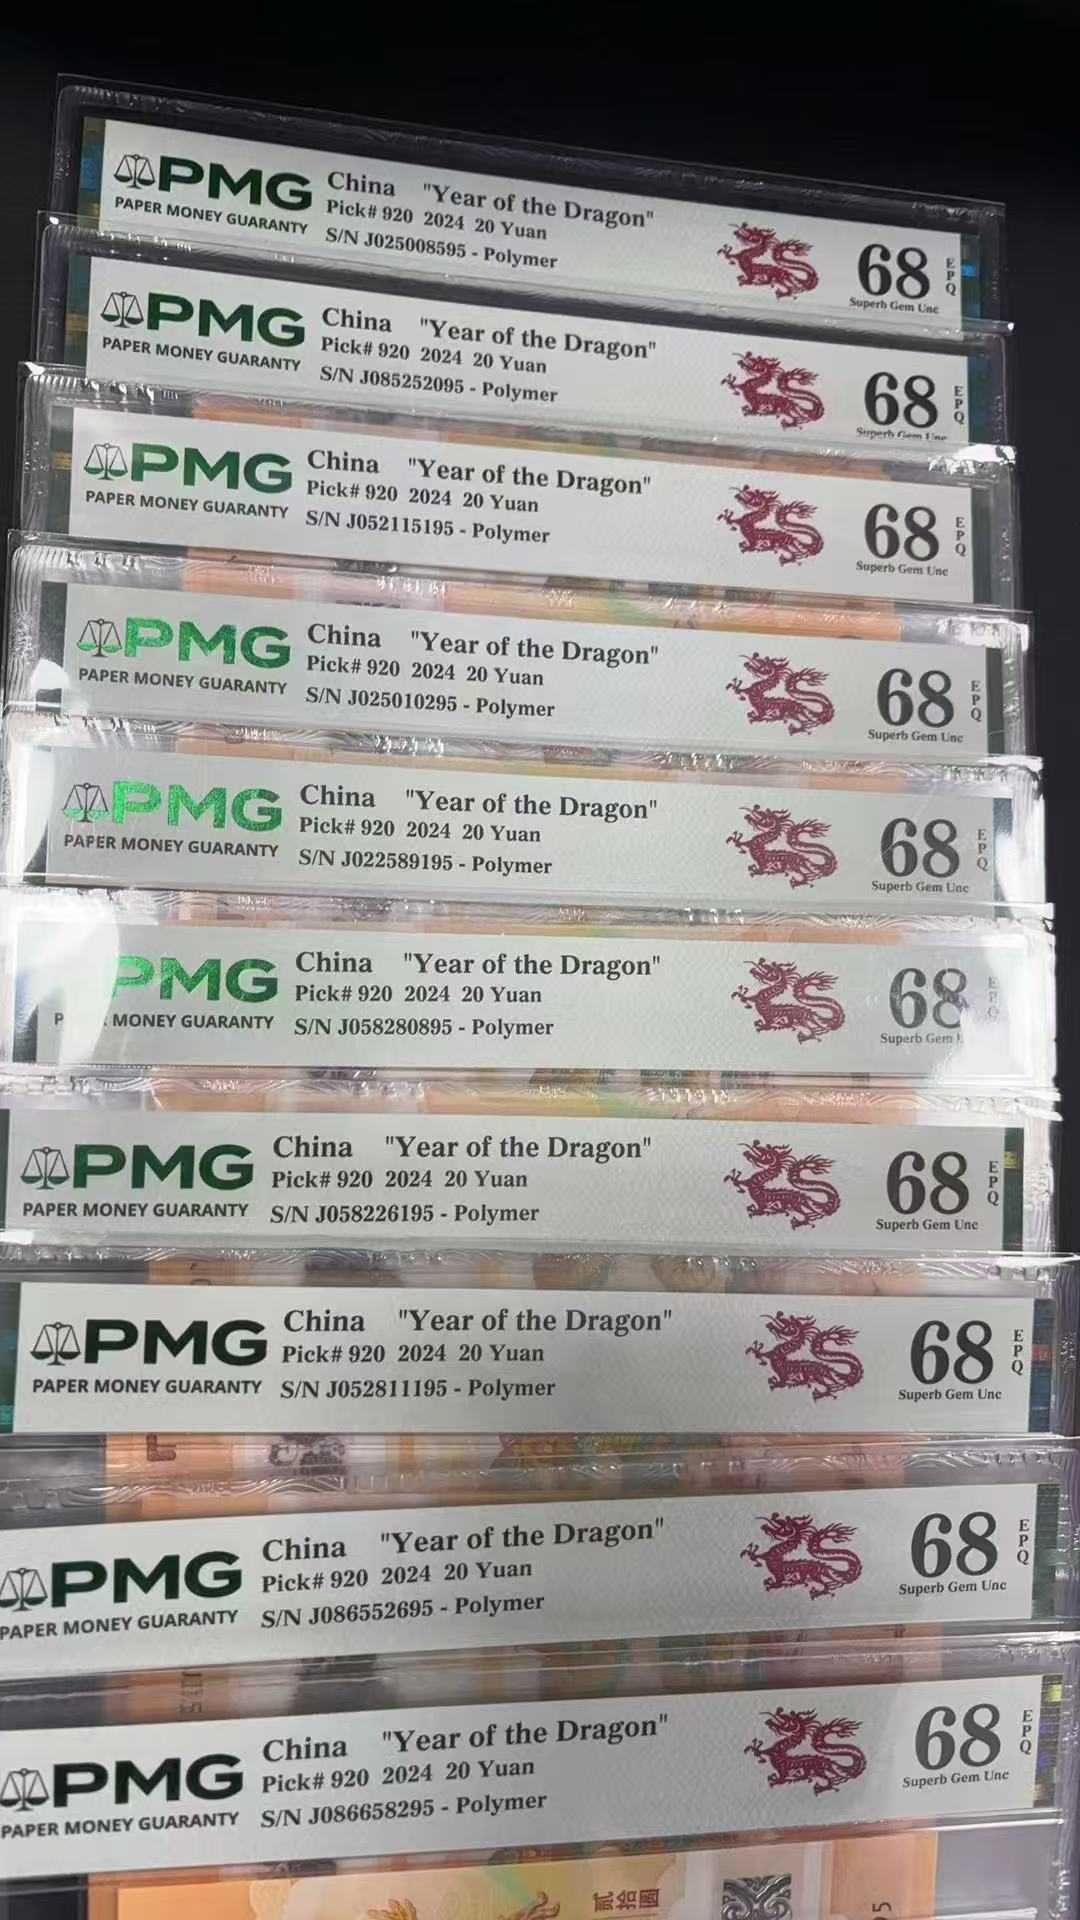 PMG
PAPER MONEY GUARANTY
China "Year of the Dragon"
Pick# 920 2024 20 Yuan
S/N J025008595 - Polymer
68
EPQ
Superb Gem Unc
PMG
PAPER MONEY GUARANTY
China "Year of the Dragon"
Pick# 920 2024 20 Yuan
S/N J085252095 - Polymer
68
EPQ
Superb Gem Unc
PMG
PAPER MONEY GUARANTY
China "Year of the Dragon"
Pick# 920 2024 20 Yuan
S/N J052115195 - Polymer
68
EPQ
Superb Gem Unc
PMG
PAPER MONEY GUARANTY
China "Year of the Dragon"
Pick# 920 2024 20 Yuan
S/N J025010295 - Polymer
68
EPQ
Superb Gem Unc
PMG
PAPER MONEY GUARANTY
China "Year of the Dragon"
Pick# 920 2024 20 Yuan
S/N J022589195 - Polymer
68
EPQ
Superb Gem Unc
PMG
MONEY GUARANTY
China "Year of the Dragon"
Pick# 920 2024 20 Yuan
S/N J058280895 - Polymer
68
EPQ
Superb Gem
PMG
PAPER MONEY GUARANTY
China "Year of the Dragon"
Pick# 920 2024 20 Yuan
S/N J058226195 - Polymer
68
EPQ
Superb Gem Unc
PMG
PAPER MONEY GUARANTY
China "Year of the Dragon"
Pick# 920 2024 20 Yuan
S/N J052811195 - Polymer
68
EPQ
Superb Gem Unc
PMG
PAPER MONEY GUARANTY
China "Year of the Dragon"
Pick# 920 2024 20 Yuan
S/N J086552695 - Polymer
68
EPQ
Superb Gem Unc
PMG
PAPER MONEY GUARANTY
China "Year of the Dragon"
Pick# 920 2024 20 Yuan
S/N J086658295 - Polymer
68
EPQ
Superb Gem Unc
貳拾圓
5